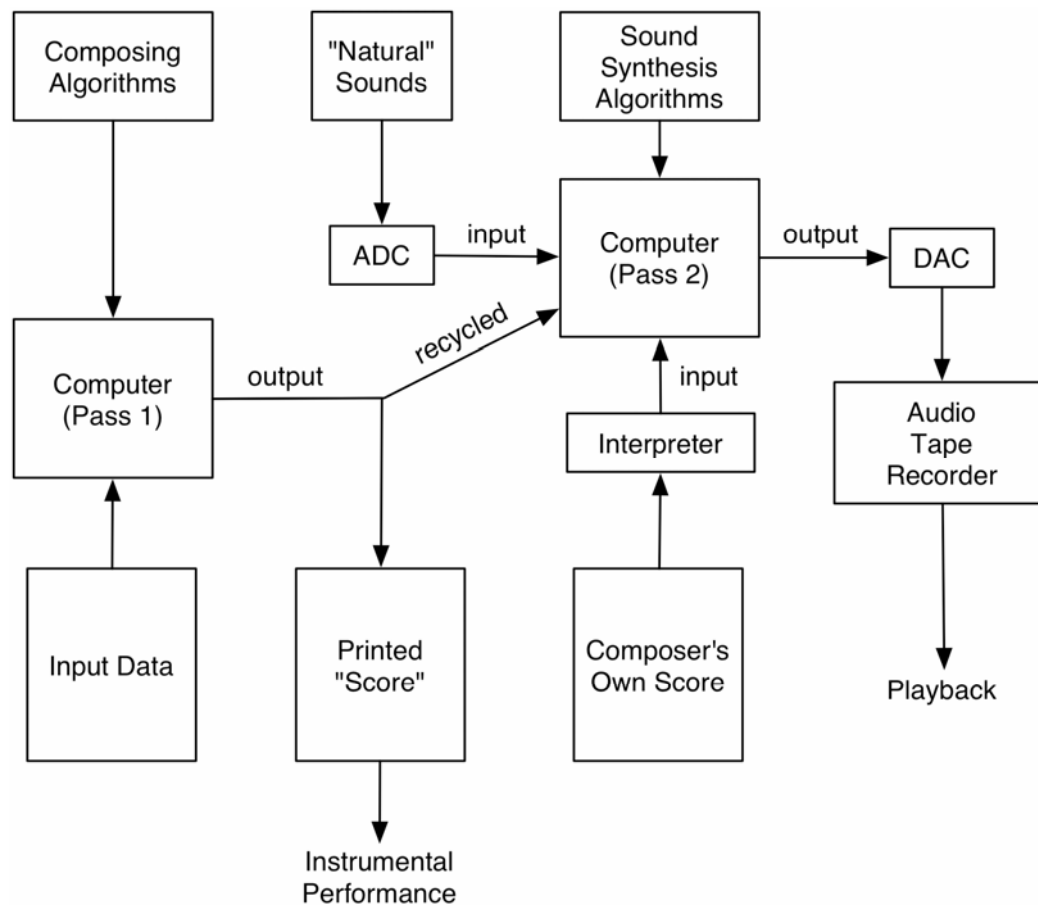 Composing
Algorithms
"Natural"
Sounds
Sound
Synthesis
Algorithms
ADC
input
Computer
(Pass 2)
output
DAC
recycled
Computer
(Pass 1)
output
input
Interpreter
Audio
Tape
Recorder
Input Data
Printed
"Score"
Composer's
Own Score
Playback
Instrumental
Performance